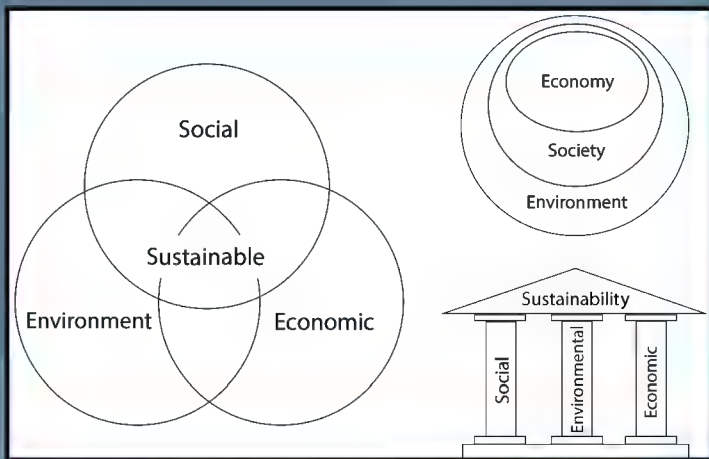 Social
Sustainable
Environment
Economic
Economy
Society
Environment
Sustainability
Social
Environmental
Economic